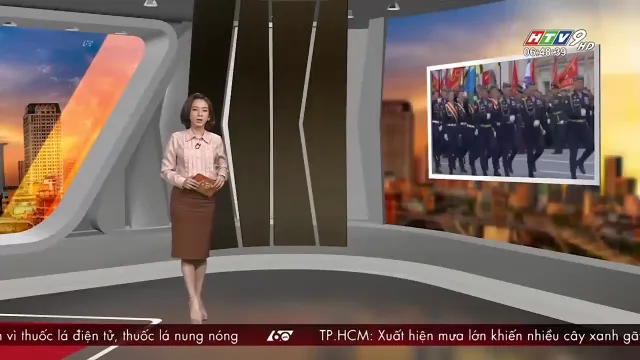 HTV9 HD
06:48:39
vì thuốc lá điện tử, thuốc lá nung nóng 60 TP.HCM: Xuất hiện mưa lớn khiến nhiều cây xanh